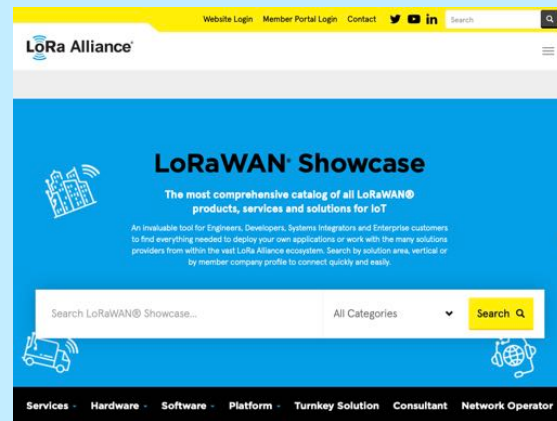 Website Login Member Portal Login Contact in Search
LoRa Alliance®
LoRaWAN® Showcase
The most comprehensive catalog of all LoRaWAN®
products, services and solutions for IoT
An invaluable tool for Engineers, Developers, Systems Integrators and Enterprise customers
to find everything needed to deploy your own applications or work with the many solutions
providers from within the vast LoRa Alliance ecosystem. Search by solution area, vertical or
by member company profile to connect quickly and easily.
Search LoRaWAN® Showcase... All Categories Search
Services Hardware Software Platform Turnkey Solution Consultant Network Operator